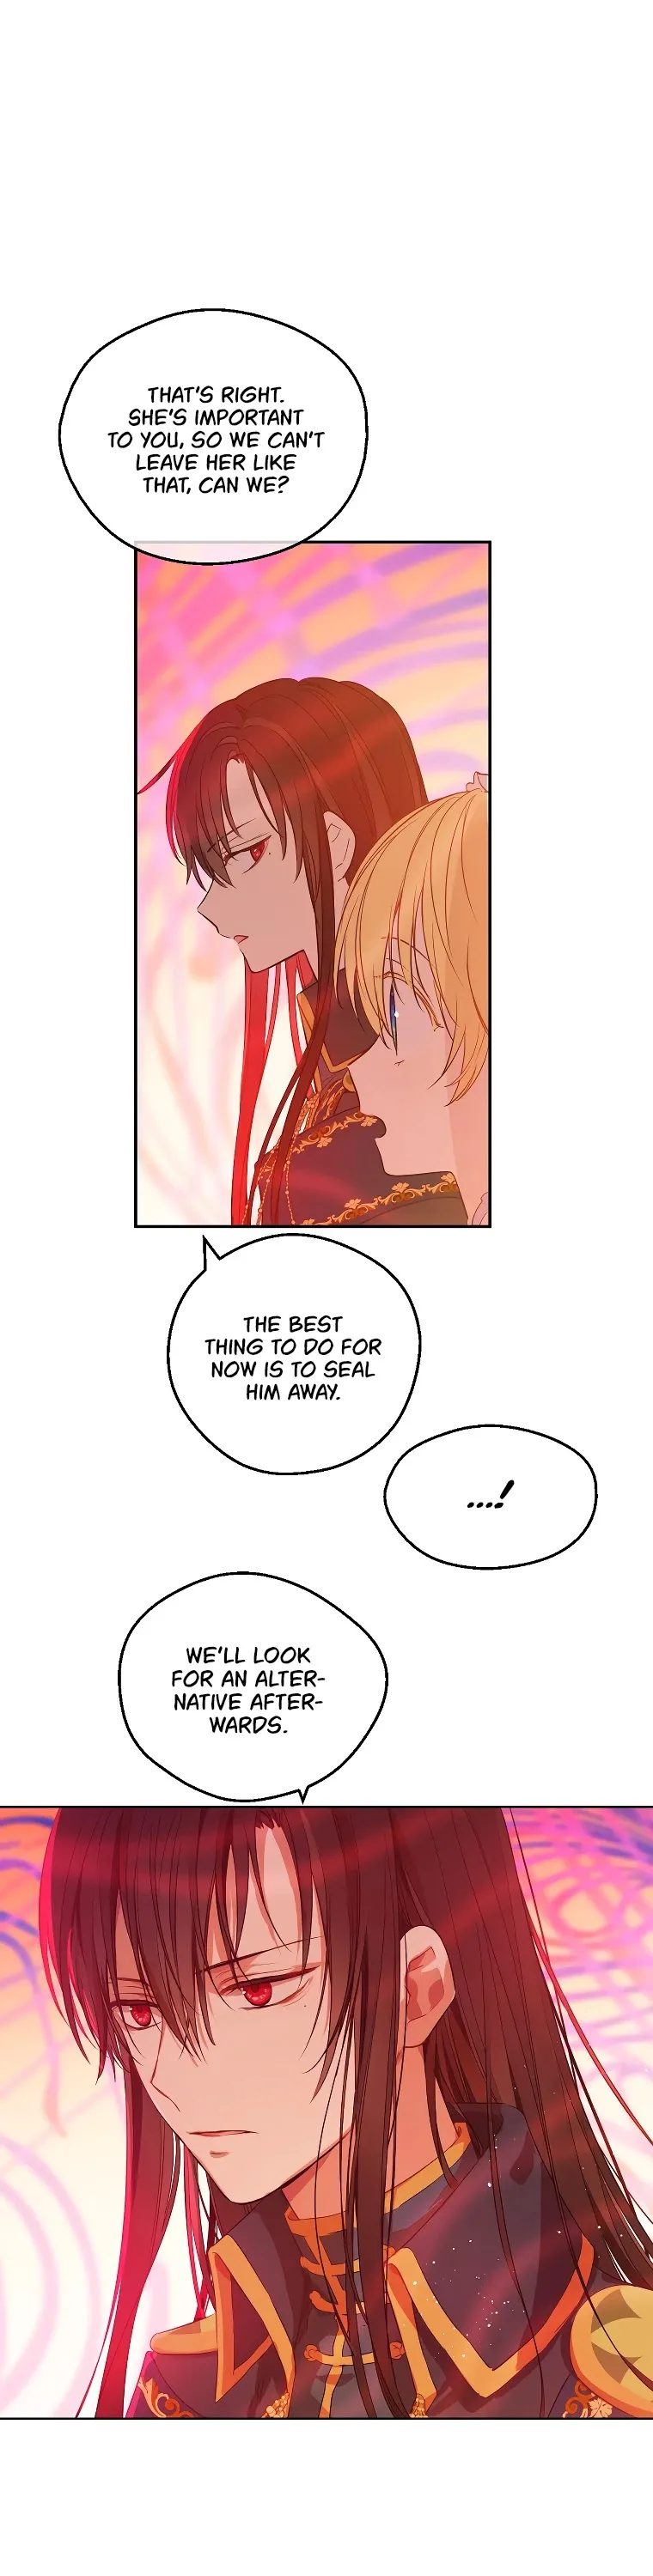 THAT'S RIGHT.
SHE'S IMPORTANT
TO YOU, SO WE CAN'T
LEAVE HER LIKE
THAT, CAN WE?
THE BEST
THING TO DO FOR
NOW IS TO SEAL
HIM AWAY.
....!
WE'LL LOOK
FOR AN ALTER-
NATIVE AFTER-
WARDS.